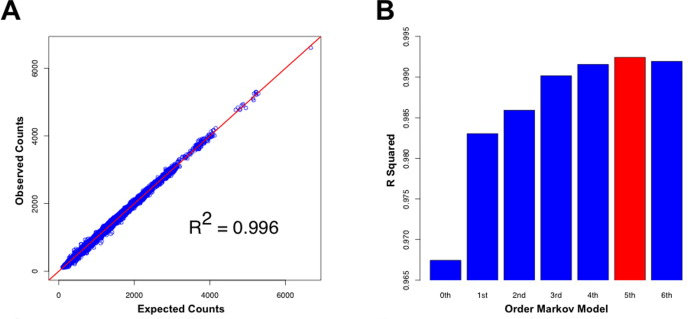 A
Observed Counts
6000
4000
2000
0
R2 = 0.996
0 2000 4000 6000
Expected Counts
B
R Squared
0.995
0.990
0.985
0.980
0.975
0.970
0.965
0th 1st 2nd 3rd 4th 5th 6th
Order Markov Model